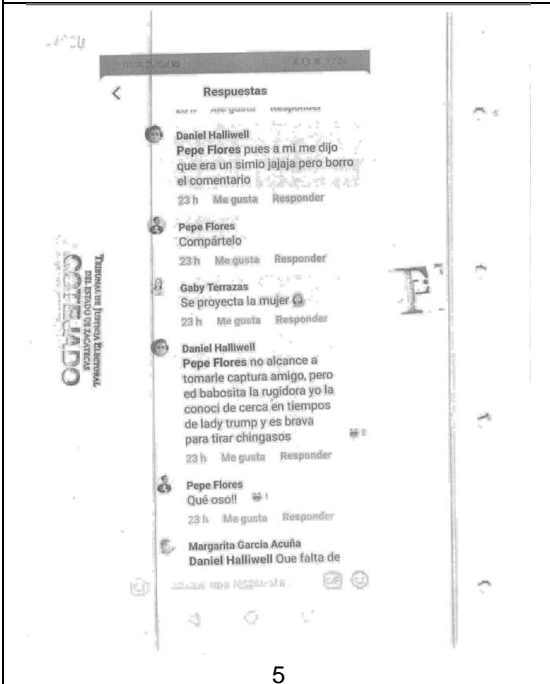 Respuestas
Me gusta Responder
Daniel Halliwell
Pepe Flores pues a mi me dijo
que era un simio jajaja pero borro
el comentario
23 h Me gusta Responder
Pepe Flores
Compártelo
23 h Me gusta Responder
Gaby Terrazas
Se proyecta la mujer
23 h Me gusta Responder
Daniel Halliwell
Pepe Flores no alcance a
tomarle captura amigo, pero
ed babosita la rugidora yo la
conoci de cerca en tiempos
de lady trump y es brava
para tirar chingasos
2
23 h Me gusta Responder
Pepe Flores
Qué oso!! 1
23 h Me gusta Responder
Margarita Garcia Acuña
Daniel Halliwell Que falta de
GIF
TRIBUNAL DE JUSTICIA ELECTORAL
DEL ESTADO DE ZACATECAS
COTEJADO
5